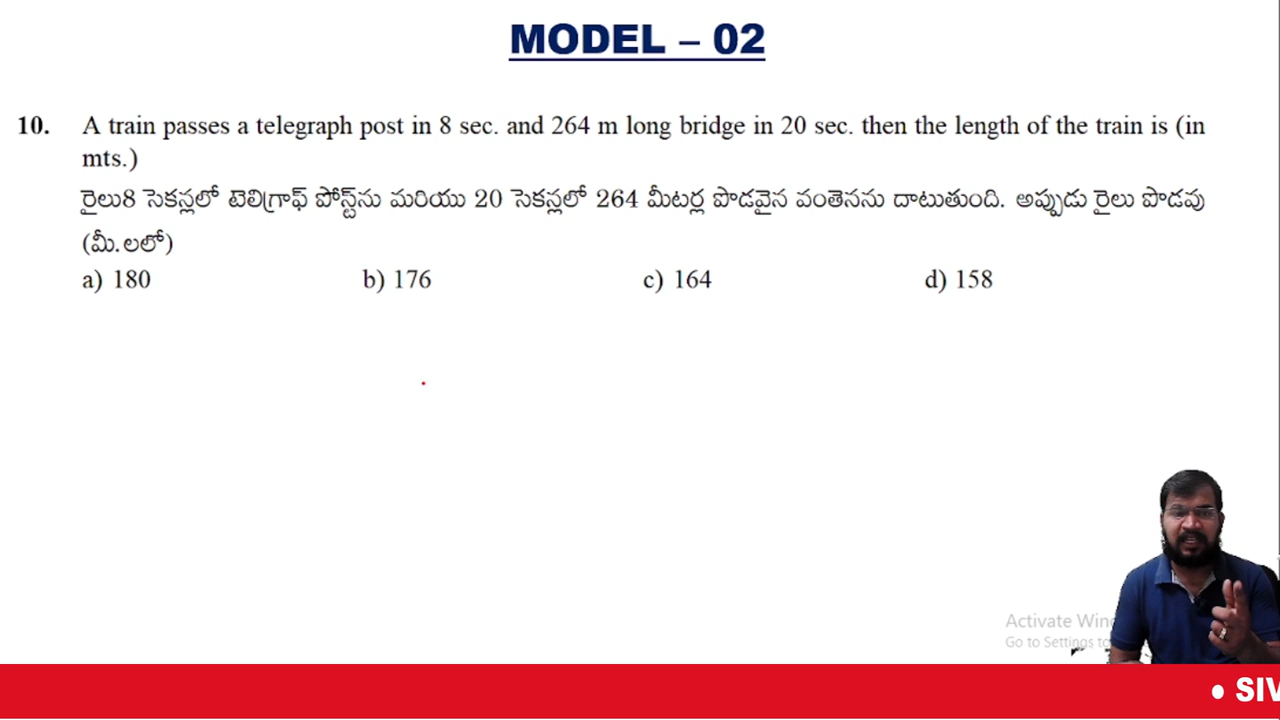 MODEL – 02
10. A train passes a telegraph post in 8 sec. and 264 m long bridge in 20 sec. then the length of the train is (in
mts.)
రైలు8 సెకన్లలో టెలిగ్రాఫ్ పోస్ట్‌ను మరియు 20 సెకన్లలో 264 మీటర్ల పొడవైన వంతెనను దాటుతుంది. అప్పుడు రైలు పొడవు
(మీ.లలో)
a) 180 b) 176 c) 164 d) 158
Activate
Go to Settings to
• SIV